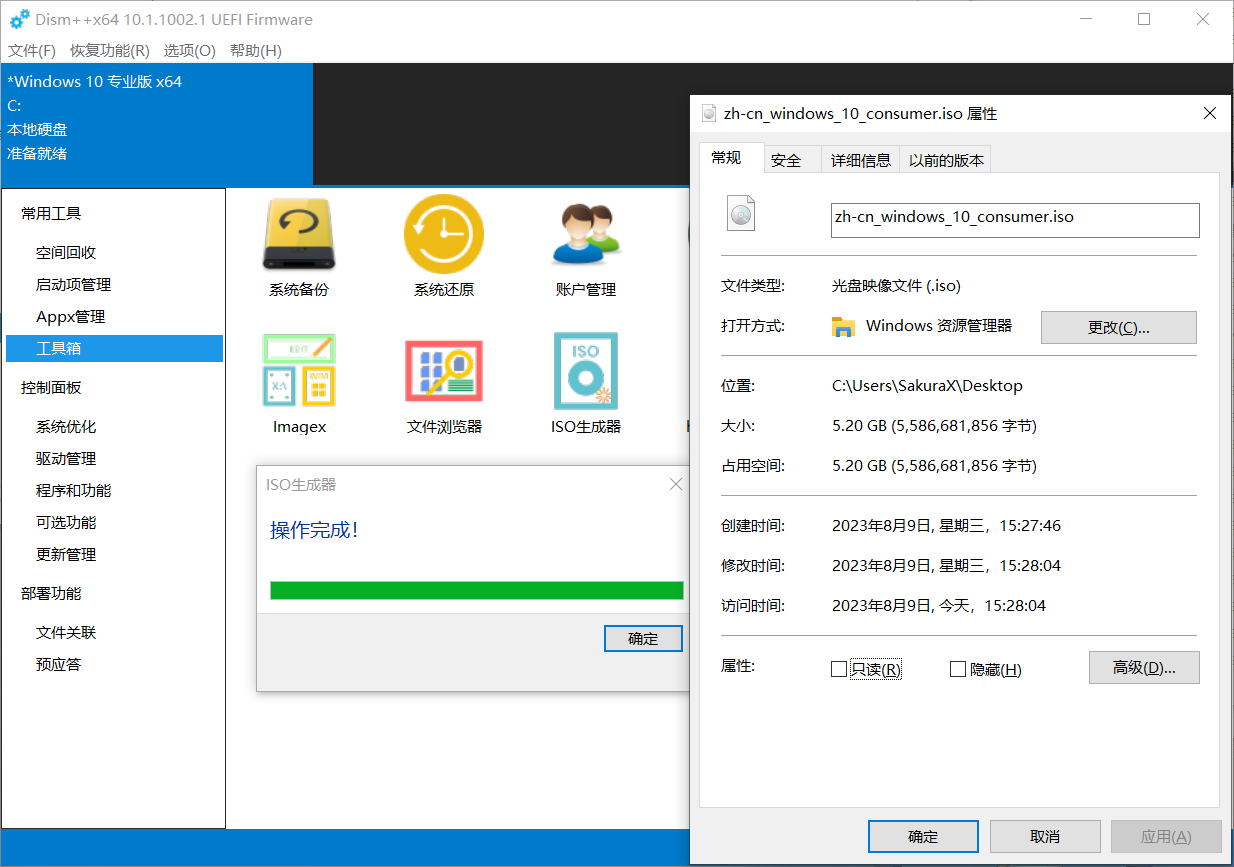 Dism++x64 10.1.1002.1 UEFI Firmware
文件(F) 恢复功能(R) 选项(O) 帮助(H)
*Windows 10 专业版 x64
C:
本地硬盘
准备就绪
常用工具
空间回收
启动项管理
Appx管理
工具箱
控制面板
系统优化
驱动管理
程序和功能
可选功能
更新管理
部署功能
文件关联
预应答
系统备份
系统还原
账户管理
EDIT
X:\
WIM
ISO
Imagex
文件浏览器
ISO生成器
ISO生成器
操作完成！
确定
zh-cn_windows_10_consumer.iso 属性
常规 安全 详细信息 以前的版本
zh-cn_windows_10_consumer.iso
文件类型: 光盘映像文件 (.iso)
打开方式: Windows 资源管理器 更改(C)...
位置: C:\Users\SakuraX\Desktop
大小: 5.20 GB (5,586,681,856 字节)
占用空间: 5.20 GB (5,586,681,856 字节)
创建时间: 2023年8月9日, 星期三，15:27:46
修改时间: 2023年8月9日, 星期三，15:28:04
访问时间: 2023年8月9日, 今天，15:28:04
属性: 只读(R) 隐藏(H) 高级(D)...
确定 取消 应用(A)